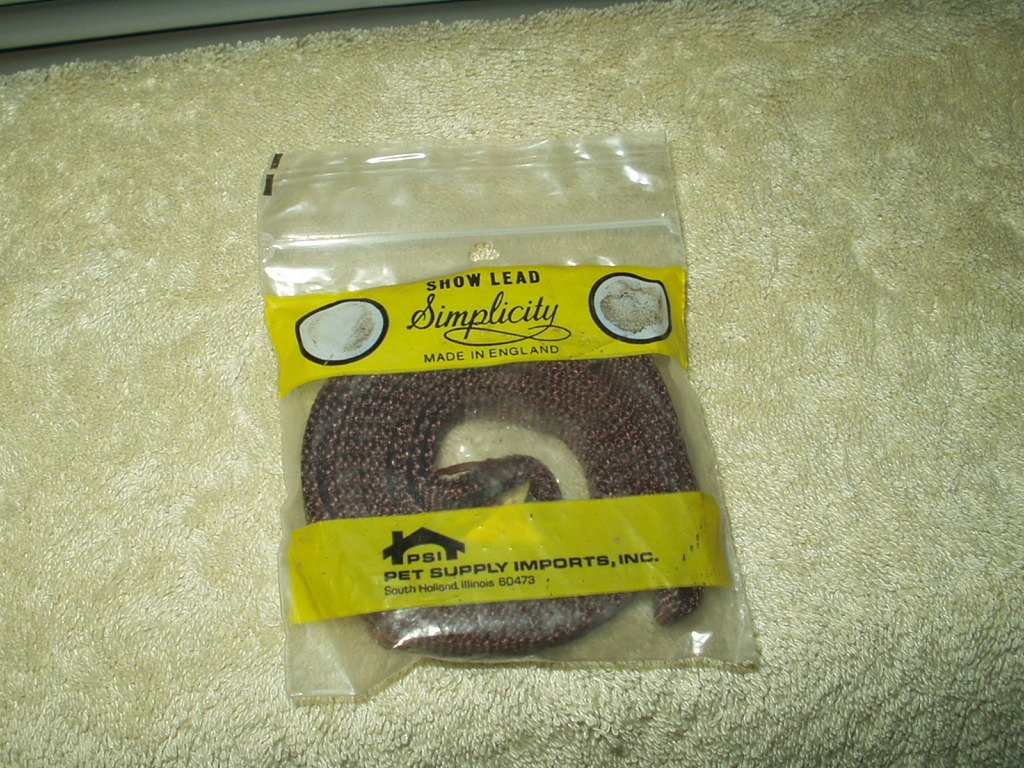 SHOW LEAD
Simplicity
MADE IN ENGLAND
PSI
PET SUPPLY IMPORTS, INC.
South Holland, Illinois 60473